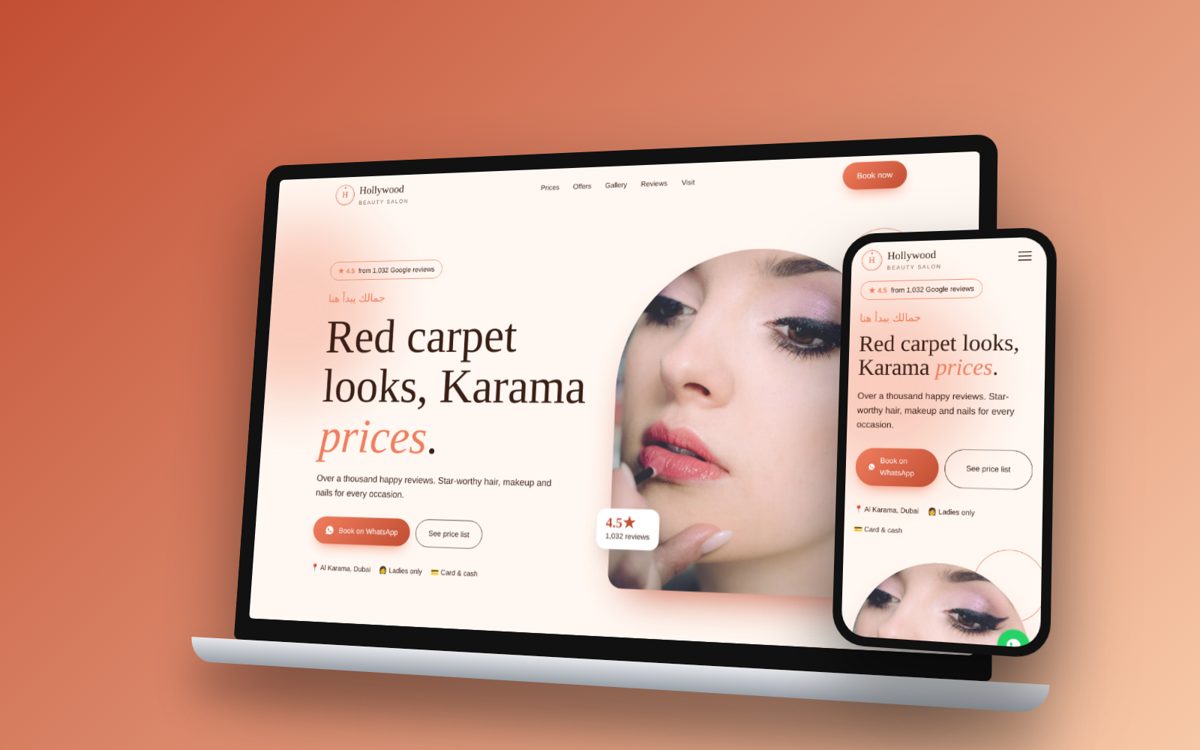 Hollywood
BEAUTY SALON
Prices Offers Gallery Reviews Visit
Book now
★ 4.5 from 1,032 Google reviews
جمالك يبدأ هنا
Red carpet
looks, Karama
prices.
Over a thousand happy reviews. Star-worthy hair, makeup and
nails for every occasion.
Book on WhatsApp
See price list
📍 Al Karama, Dubai 👩 Ladies only 💳 Card & cash
4.5★
1,032 reviews
H
Hollywood
BEAUTY SALON
★ 4.5 from 1,032 Google reviews
جمالك يبدأ هنا
Red carpet looks,
Karama prices.
Over a thousand happy reviews. Star-
worthy hair, makeup and nails for every
occasion.
Book on
WhatsApp
See price list
📍 Al Karama, Dubai 👩 Ladies only
💳 Card & cash